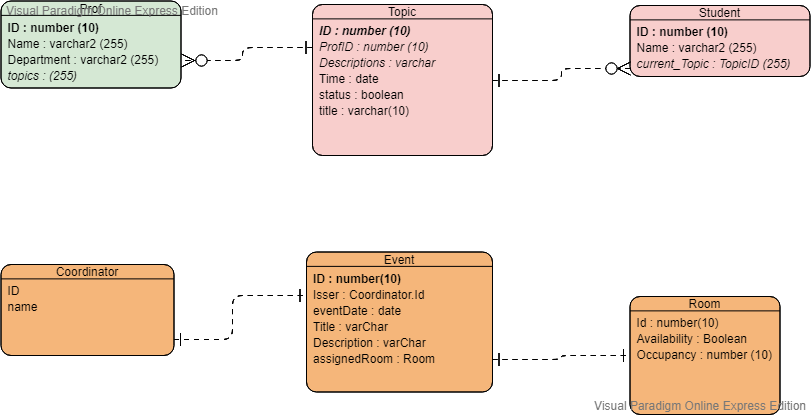 Visual Paradigm Online Express Edition
Prof
ID : number (10)
Name : varchar2 (255)
Department : varchar2 (255)
topics : (255)
Topic
ID : number (10)
ProfID : number (10)
Descriptions : varchar
Time : date
status : boolean
title : varchar(10)
Student
ID : number (10)
Name : varchar2 (255)
current_Topic : TopicID (255)
Coordinator
ID
name
Event
ID : number(10)
Isser : Coordinator.Id
eventDate : date
Title : varChar
Description : varChar
assignedRoom : Room
Room
Id : number(10)
Availability : Boolean
Occupancy : number (10)
Visual Paradigm Online Express Edition